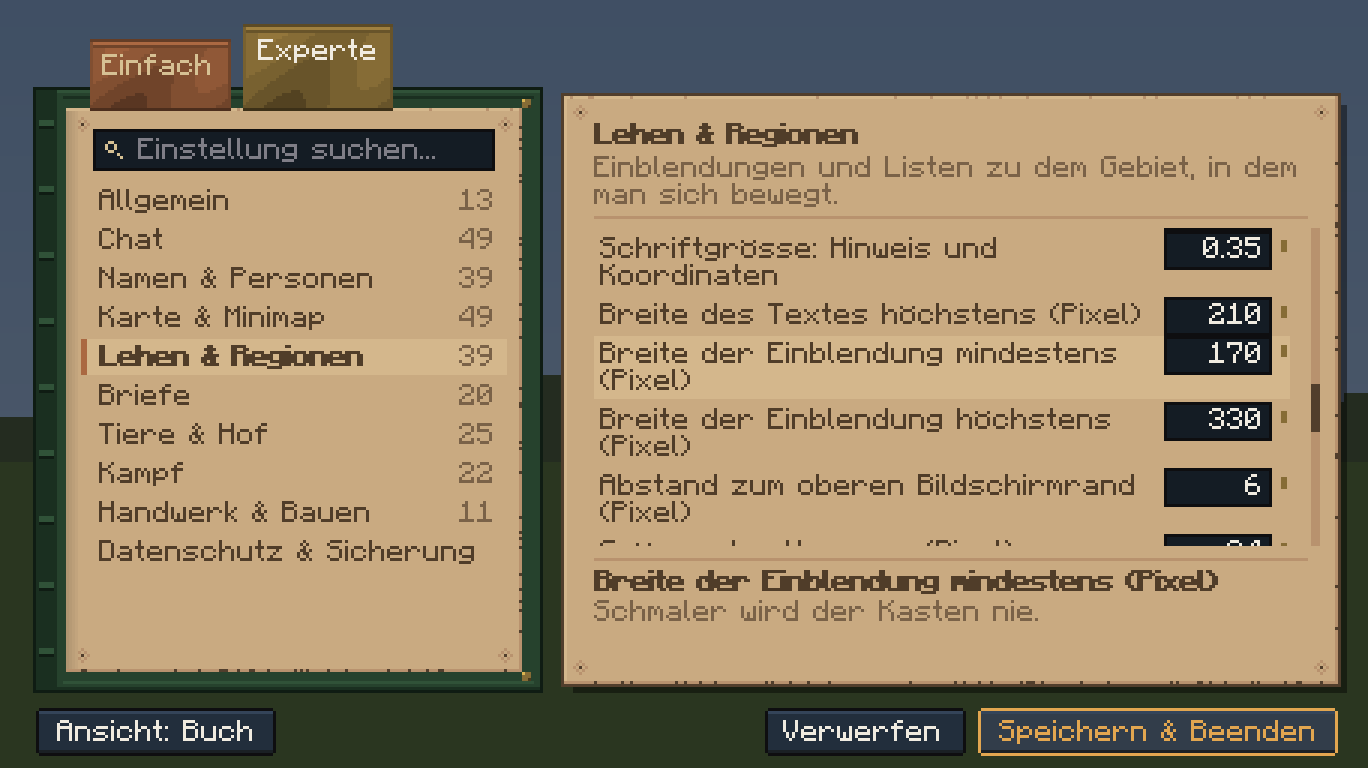 Einfach
Experte
Einstellung suchen...
Allgemein 13
Chat 49
Namen & Personen 39
Karte & Minimap 49
Lehen & Regionen 39
Briefe 20
Tiere & Hof 25
Kampf 22
Handwerk & Bauen 11
Datenschutz & Sicherung
Lehen & Regionen
Einblendungen und Listen zu dem Gebiet, in dem
man sich bewegt.
Schriftgrösse: Hinweis und 0.35
Koordinaten
Breite des Textes höchstens (Pixel) 210
Breite der Einblendung mindestens 170
(Pixel)
Breite der Einblendung höchstens 330
(Pixel)
Abstand zum oberen Bildschirmrand 6
(Pixel)
(Pixel)
Breite der Einblendung mindestens (Pixel)
Schmaler wird der Kasten nie.
Ansicht: Buch
Verwerfen
Speichern & Beenden